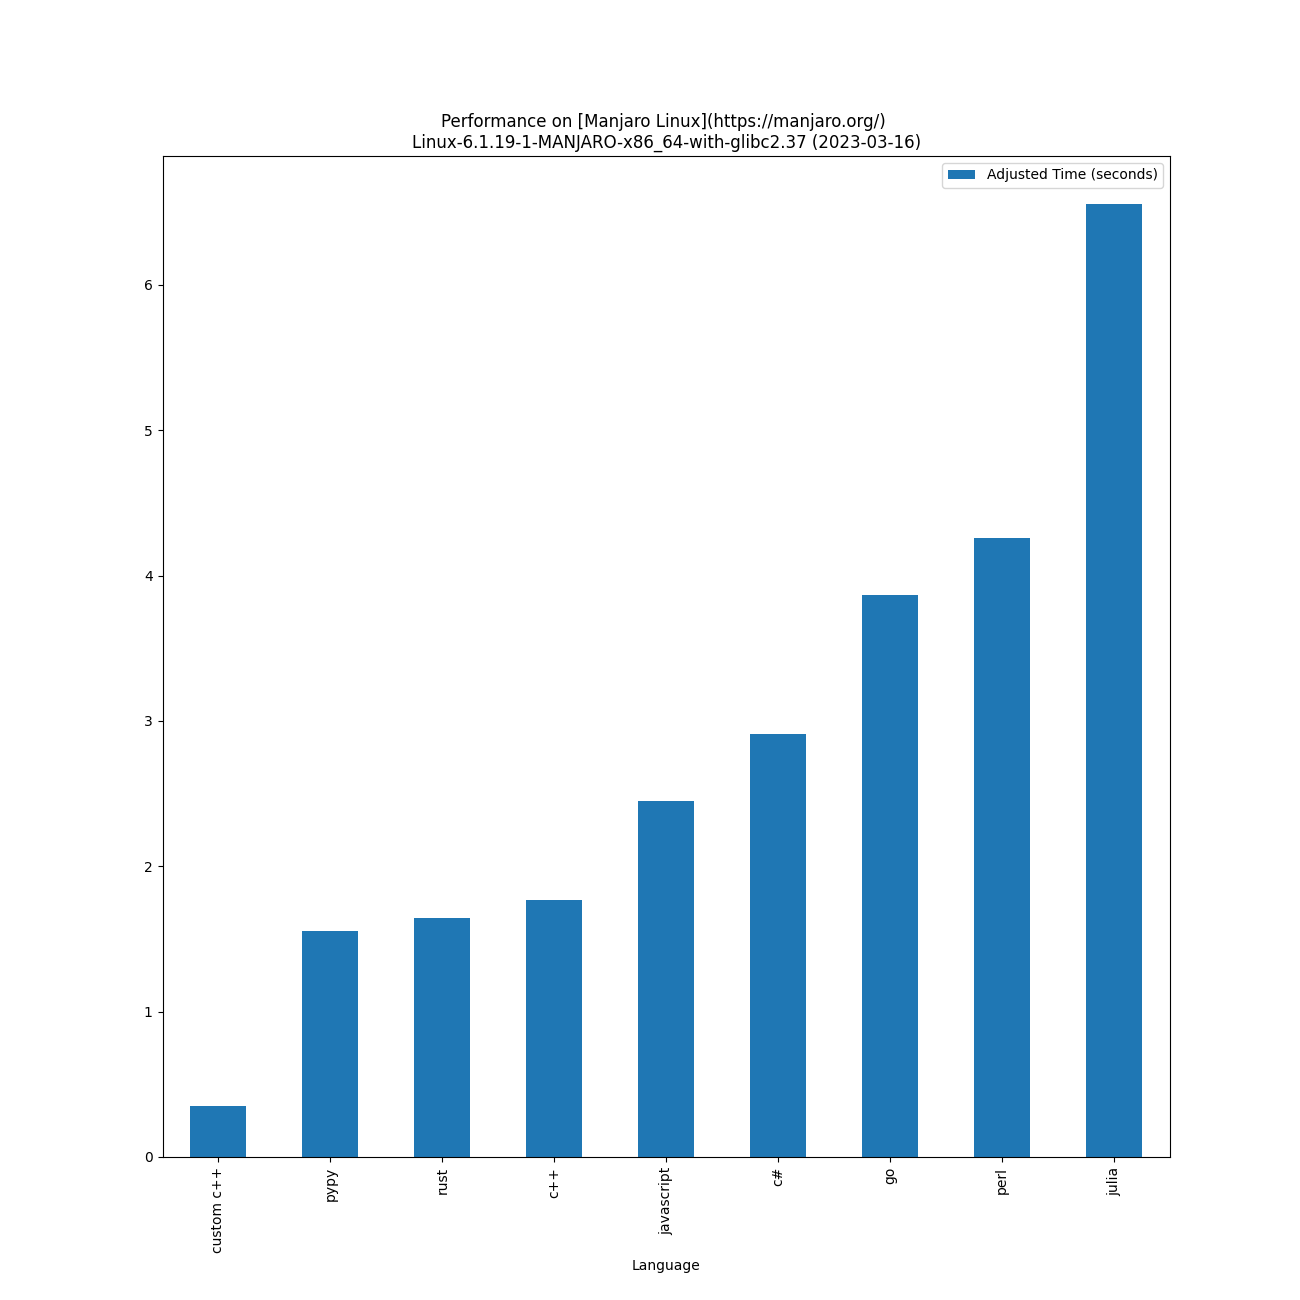 Performance on [Manjaro Linux](https://manjaro.org/)
Linux-6.1.19-1-MANJARO-x86_64-with-glibc2.37 (2023-03-16)
Adjusted Time (seconds)
6
5
4
3
2
1
0
custom c++
pypy
rust
c++
javascript
c#
go
perl
julia
Language